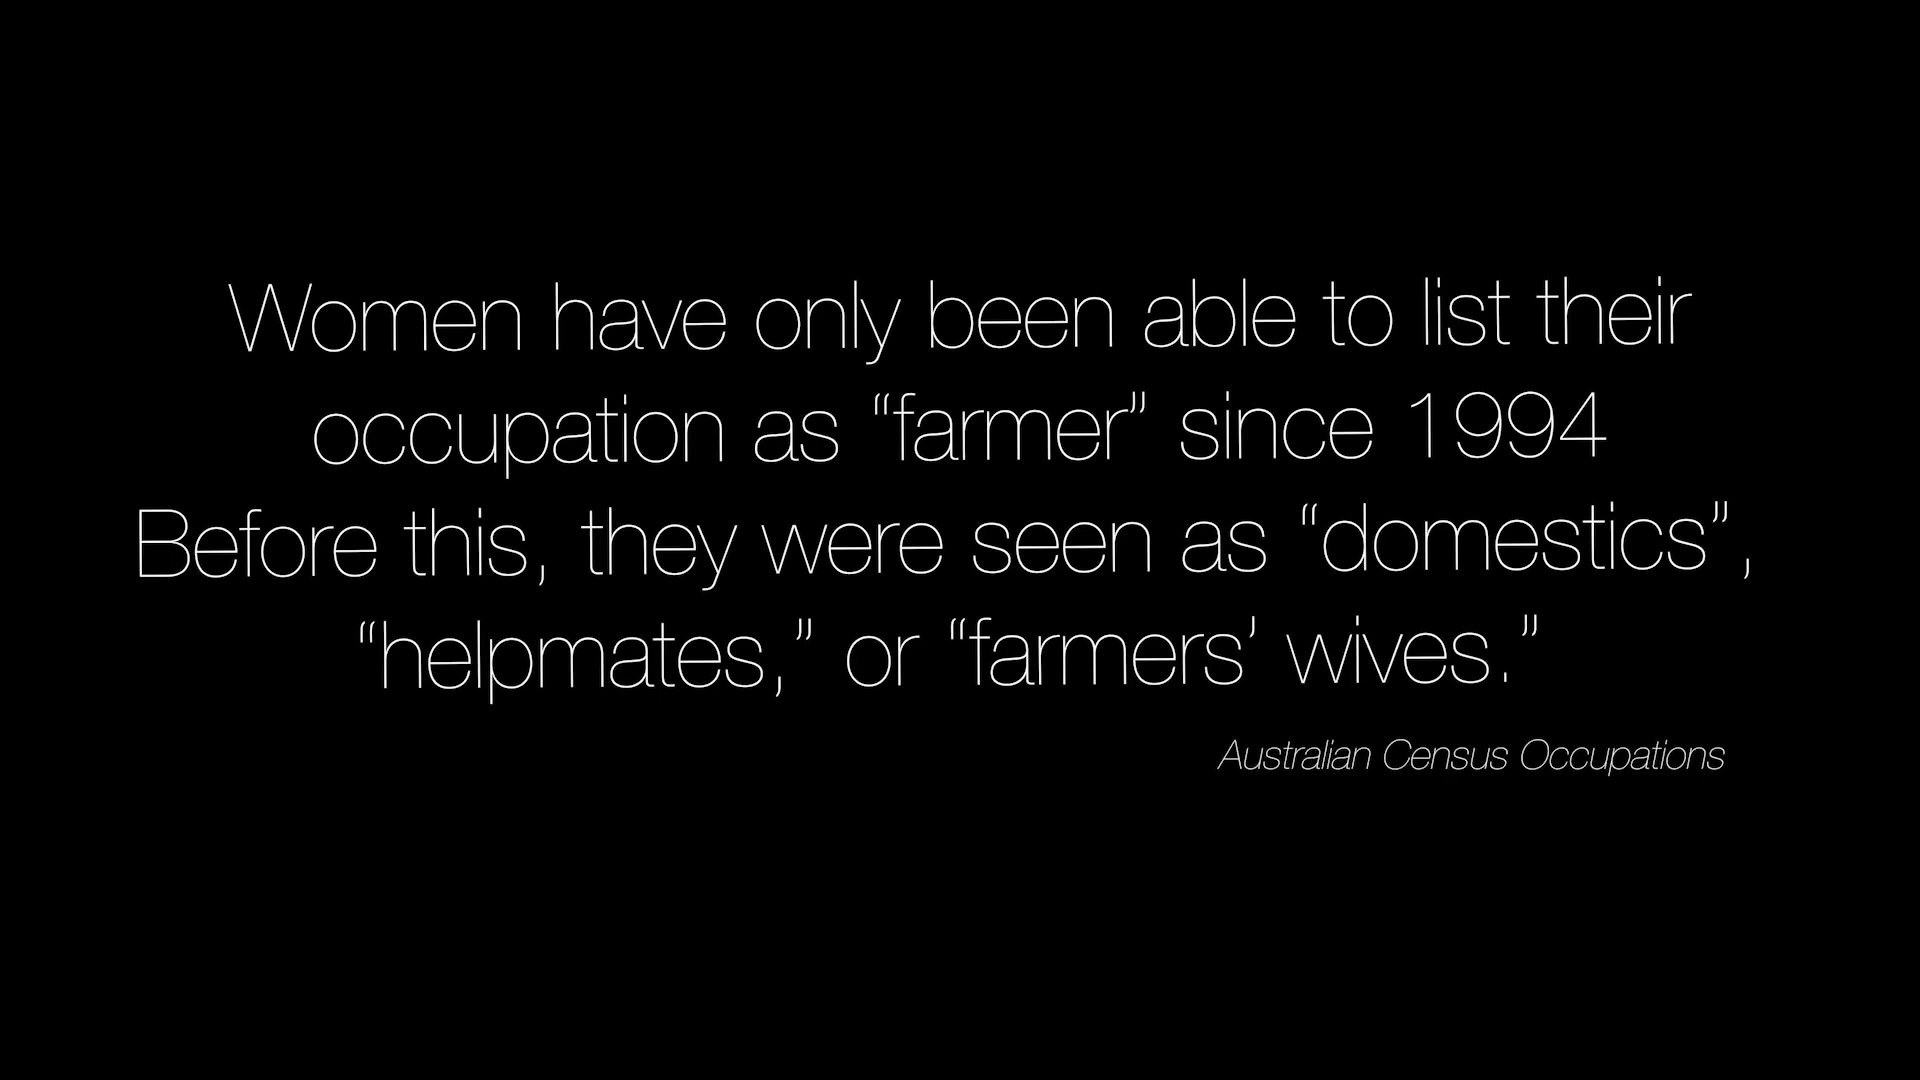 Women have only been able to list their
occupation as “farmer” since 1994
Before this, they were seen as “domestics”,
“helpmates,” or “farmers’ wives.”
Australian Census Occupations